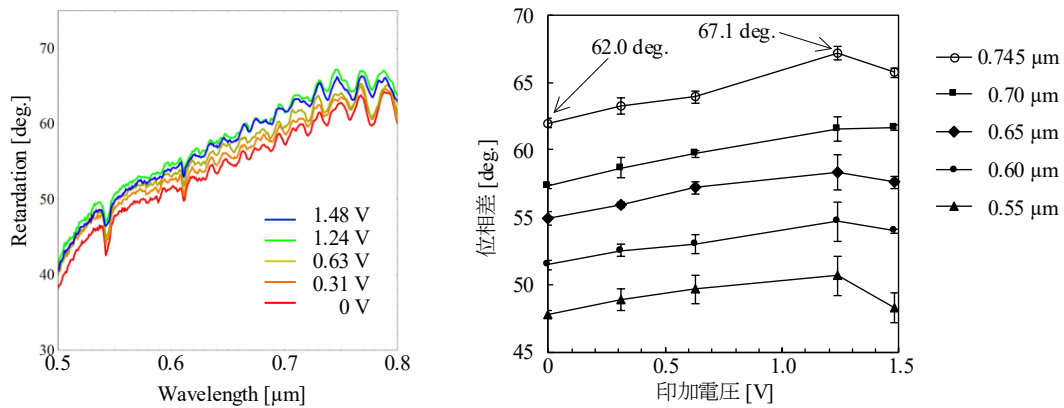 Retardation [deg.]
70
60
50
40
30
1.48 V
1.24 V
0.63 V
0.31 V
0 V
0.5
0.6
0.7
0.8
Wavelength [µm]
位相差 [deg.]
70
65
60
55
50
45
62.0 deg.
67.1 deg.
0
0.5
1.0
1.5
印加電圧 [V]
0.745 µm
0.70 µm
0.65 µm
0.60 µm
0.55 µm